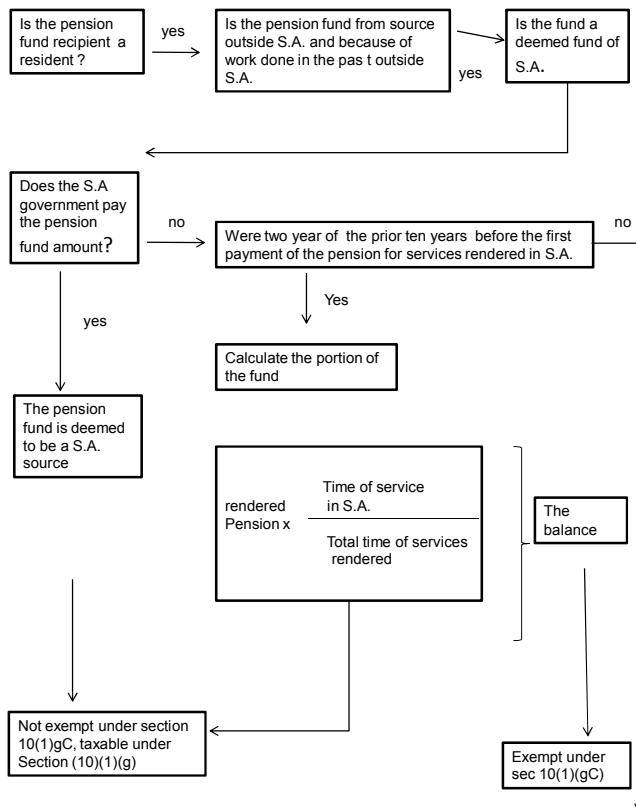 Is the pension
fund recipient a
resident ?
yes
Is the pension fund from source
outside S.A. and because of
work done in the pas t outside
S.A.
yes
Is the fund a
deemed fund of
S.A.
Does the S.A
government pay
the pension
fund amount?
no
Were two year of the prior ten years before the first
payment of the pension for services rendered in S.A.
no
yes
Yes
Calculate the portion of
the fund
The pension
fund is deemed
to be a S.A.
source
rendered
Pension x
Time of service
in S.A.
Total time of services
rendered
The
balance
Not exempt under section
10(1)gC, taxable under
Section (10)(1)(g)
Exempt under
sec 10(1)(gC)